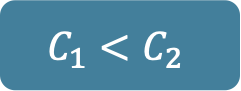 C₁ < C₂